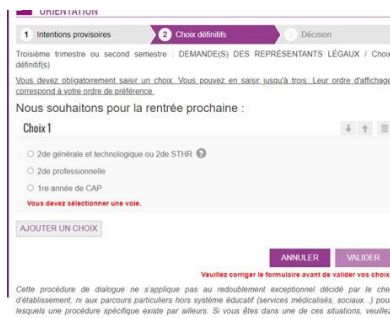 ORIENTATION
1 Intentions provisoires
2 Choix définitifs
3 Décision
Troisième trimestre ou second semestre : DEMANDE(S) DES REPRÉSENTANTS LÉGAUX / Choix
définitif(s)
Vous devez obligatoirement saisir un choix. Vous pouvez en saisir jusqu'à trois. Leur ordre d'affichage
correspond à votre ordre de préférence.
Nous souhaitons pour la rentrée prochaine :
Choix 1
2de générale et technologique ou 2de STHR ?
2de professionnelle
1re année de CAP
Vous devez sélectionner une voie.
AJOUTER UN CHOIX
ANNULER
VALIDER
Veuillez corriger le formulaire avant de valider vos choix
Cette procédure de dialogue ne s'applique pas au redoublement exceptionnel décidé par le chef
d'établissement, ni aux parcours particuliers hors système éducatif (services médicalisés, sociaux...) pour
lesquels une procédure spécifique existe par ailleurs. Si vous êtes dans une de ces situations, veuillez